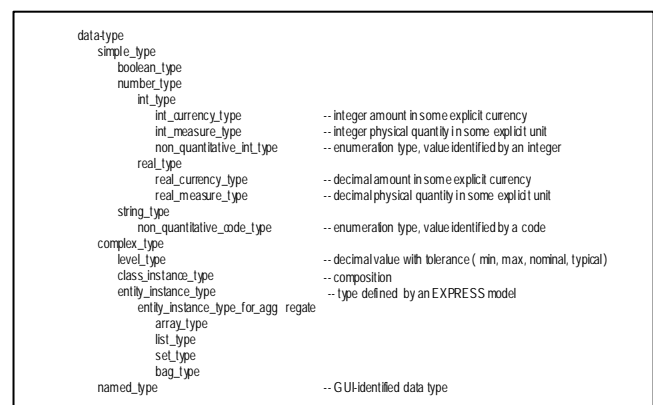 data-type
simple_type
boolean_type
number_type
int_type
int_currency_type -- integer amount in some explicit currency
int_measure_type -- integer physical quantity in some explicit unit
non_quantitative_int_type -- enumeration type, value identified by an integer
real_type
real_currency_type -- decimal amount in some explicit currency
real_measure_type -- decimal physical quantity in some explicit unit
string_type
non_quantitative_code_type -- enumeration type, value identified by a code
complex_type
level_type -- decimal value with tolerance ( min, max, nominal, typical)
class_instance_type -- composition
entity_instance_type -- type defined by an EXPRESS model
entity_instance_type_for_agg regate
array_type
list_type
set_type
bag_type
named_type -- GUI-identified data type